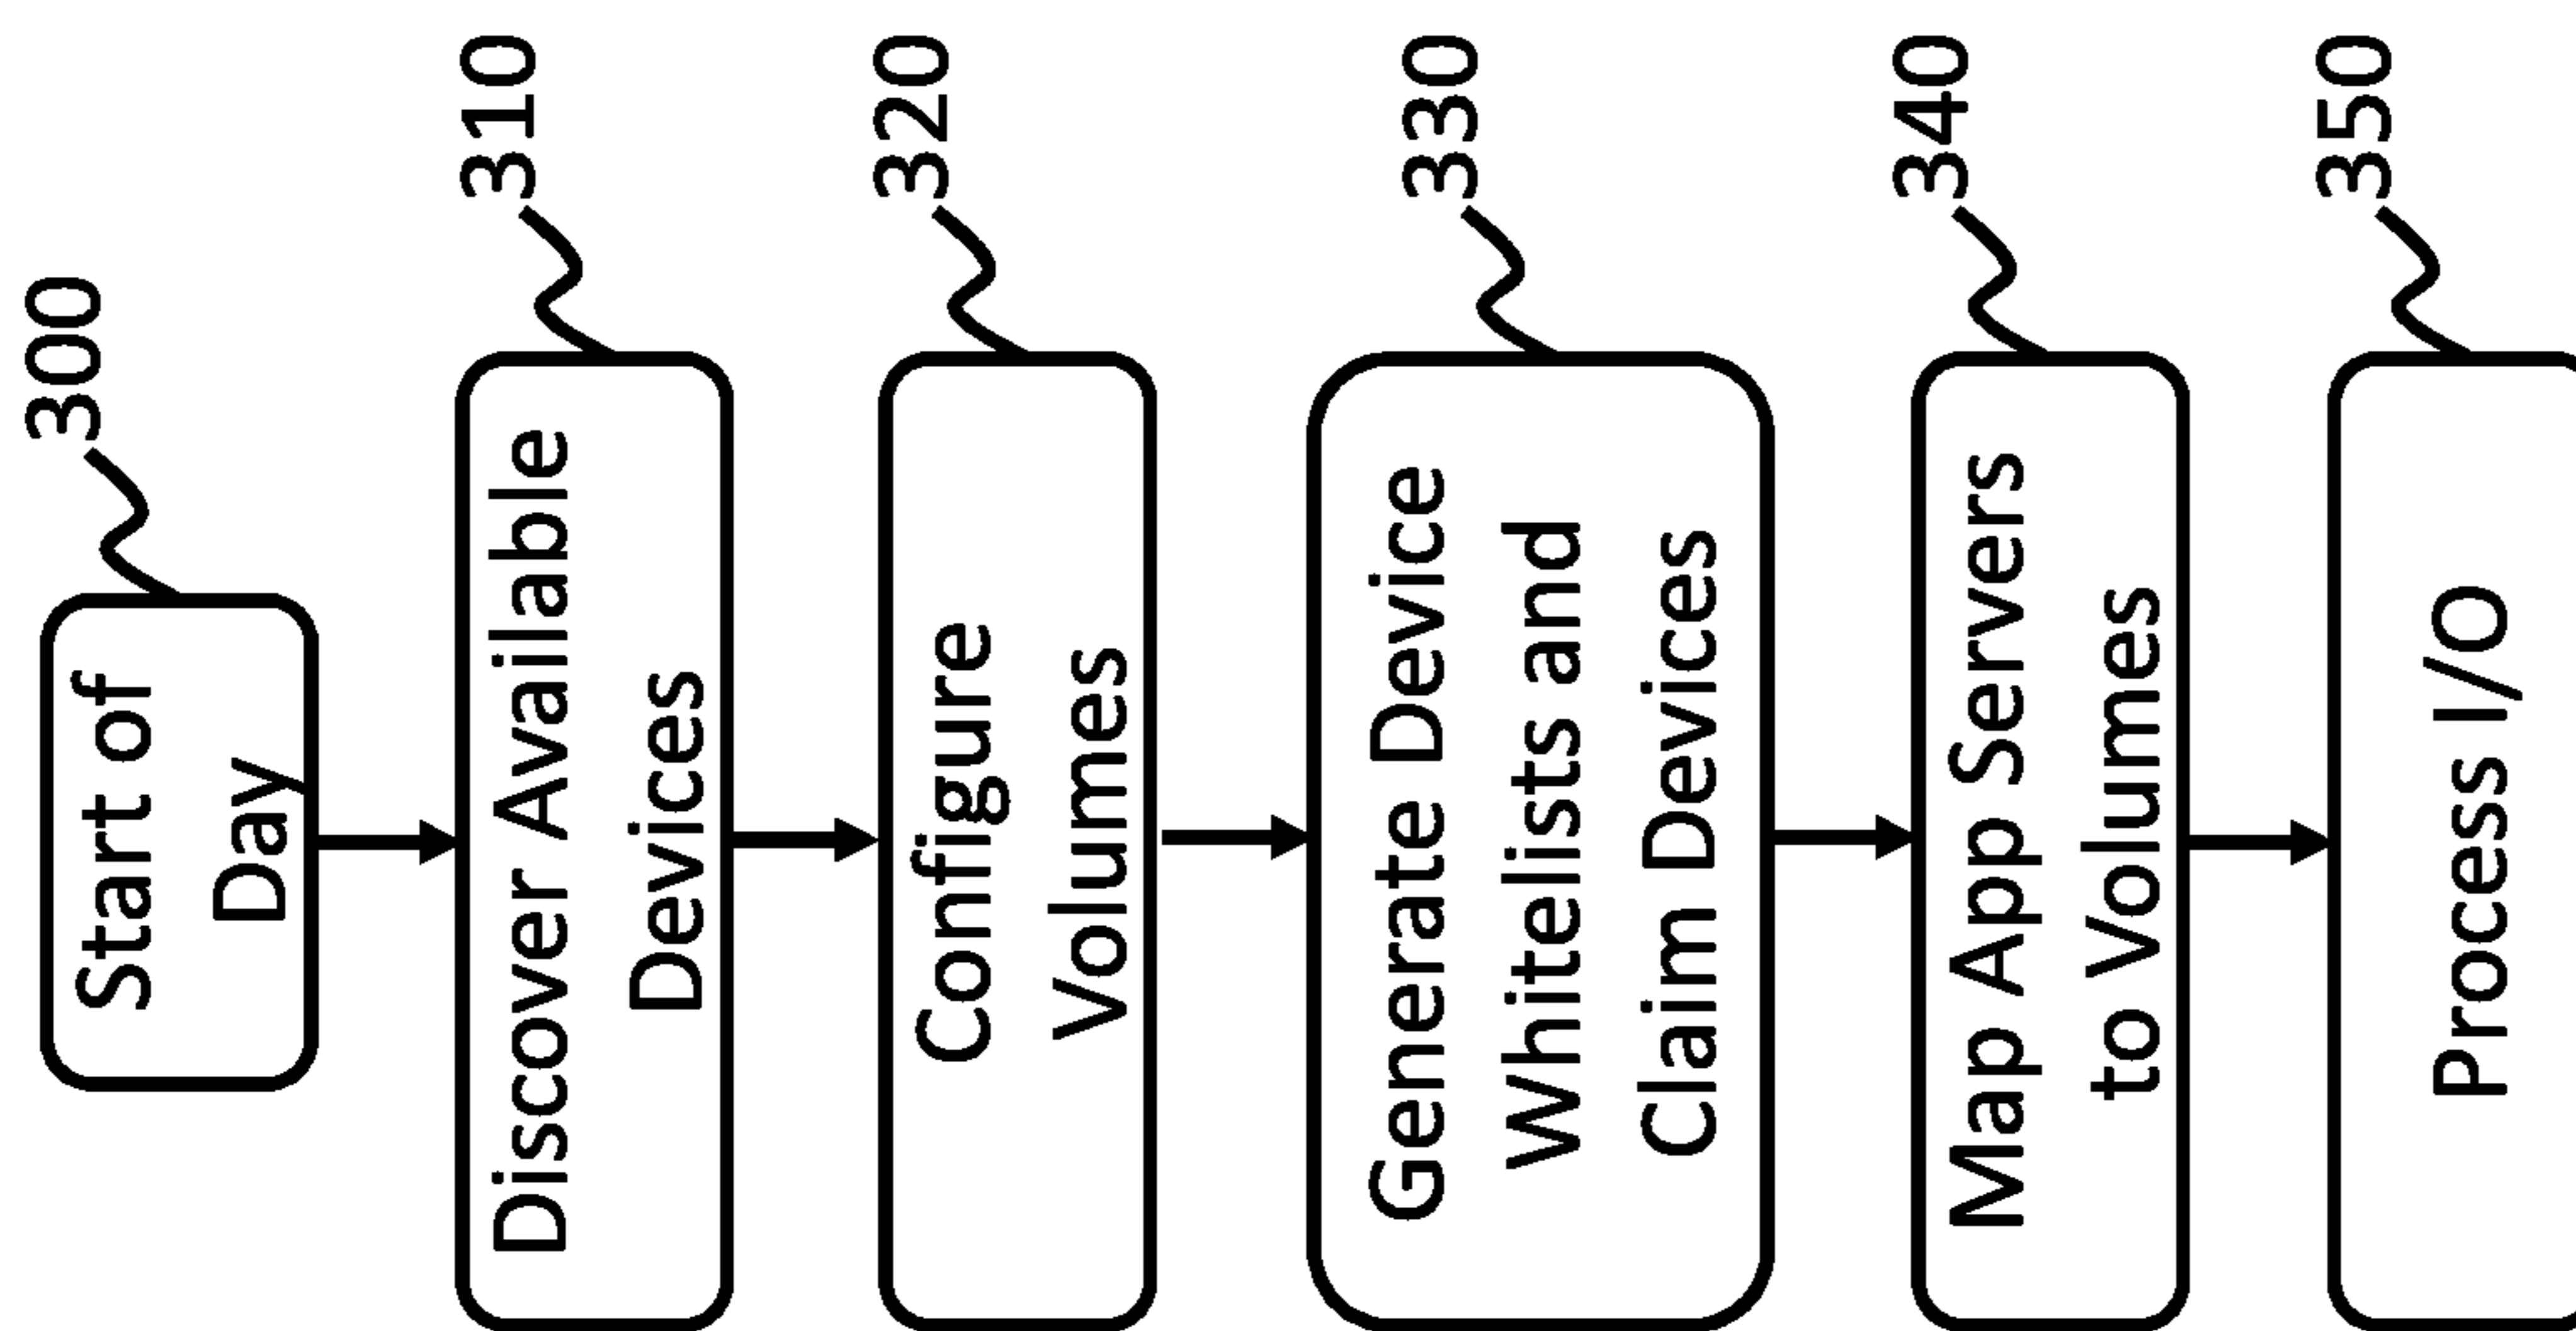 300
Start of
Day
310
Discover Available
Devices
320
Configure
Volumes
330
Generate Device
Whitelists and
Claim Devices
340
Map App Servers
to Volumes
350
Process I/O